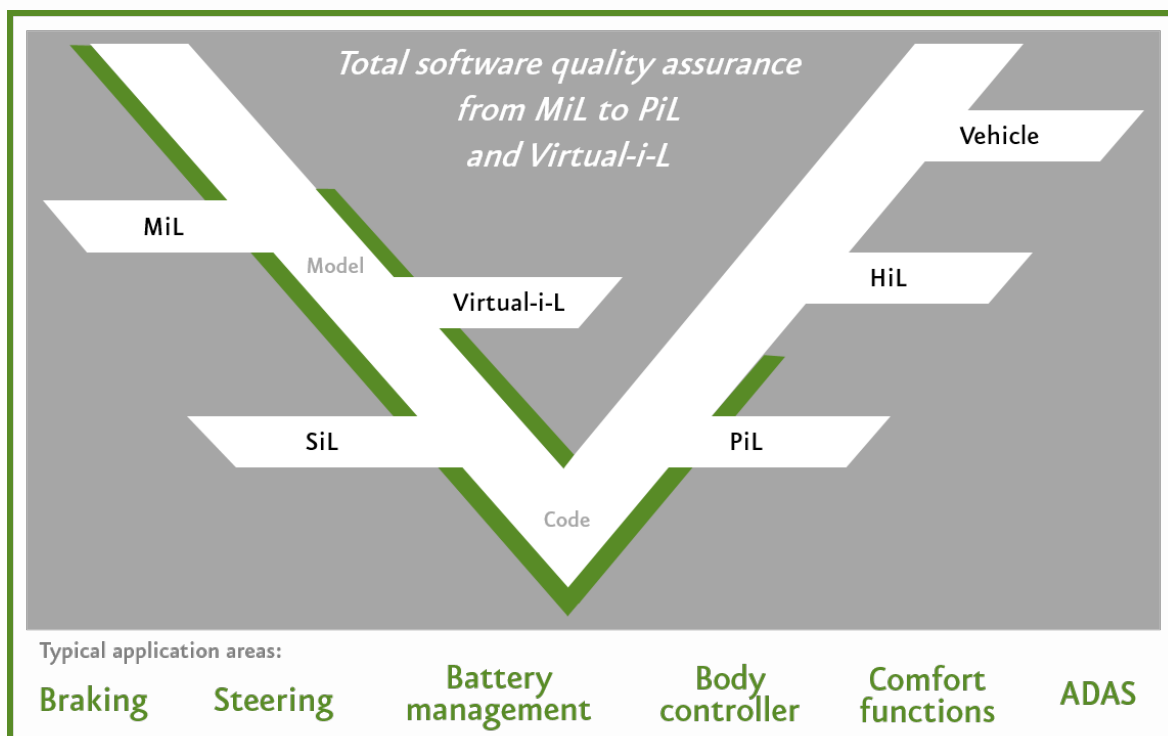 Total software quality assurance
from MiL to PiL
and Virtual-i-L
Vehicle
MiL
Model
HiL
Virtual-i-L
SiL
PiL
Code
Typical application areas:
Braking
Steering
Battery
management
Body
controller
Comfort
functions
ADAS